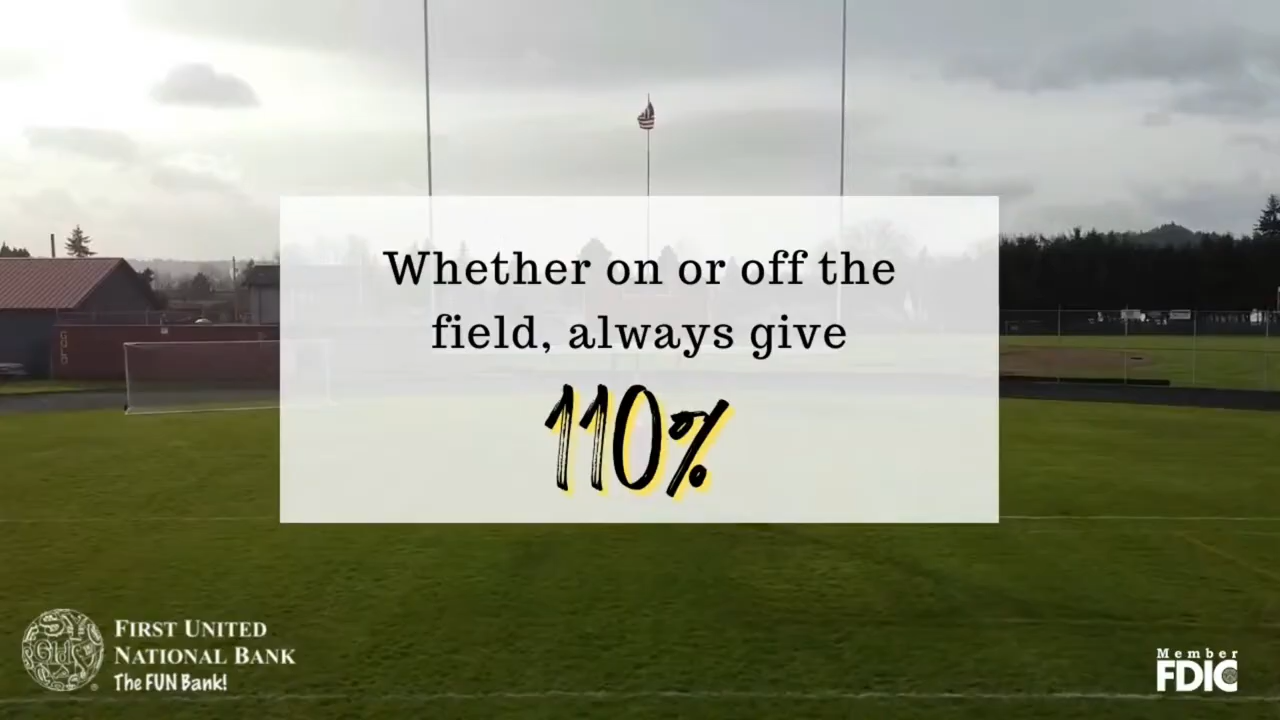 Whether on or off the
field, always give
110%
FIRST UNITED
NATIONAL BANK
The FUN Bank!
Member
FDIC